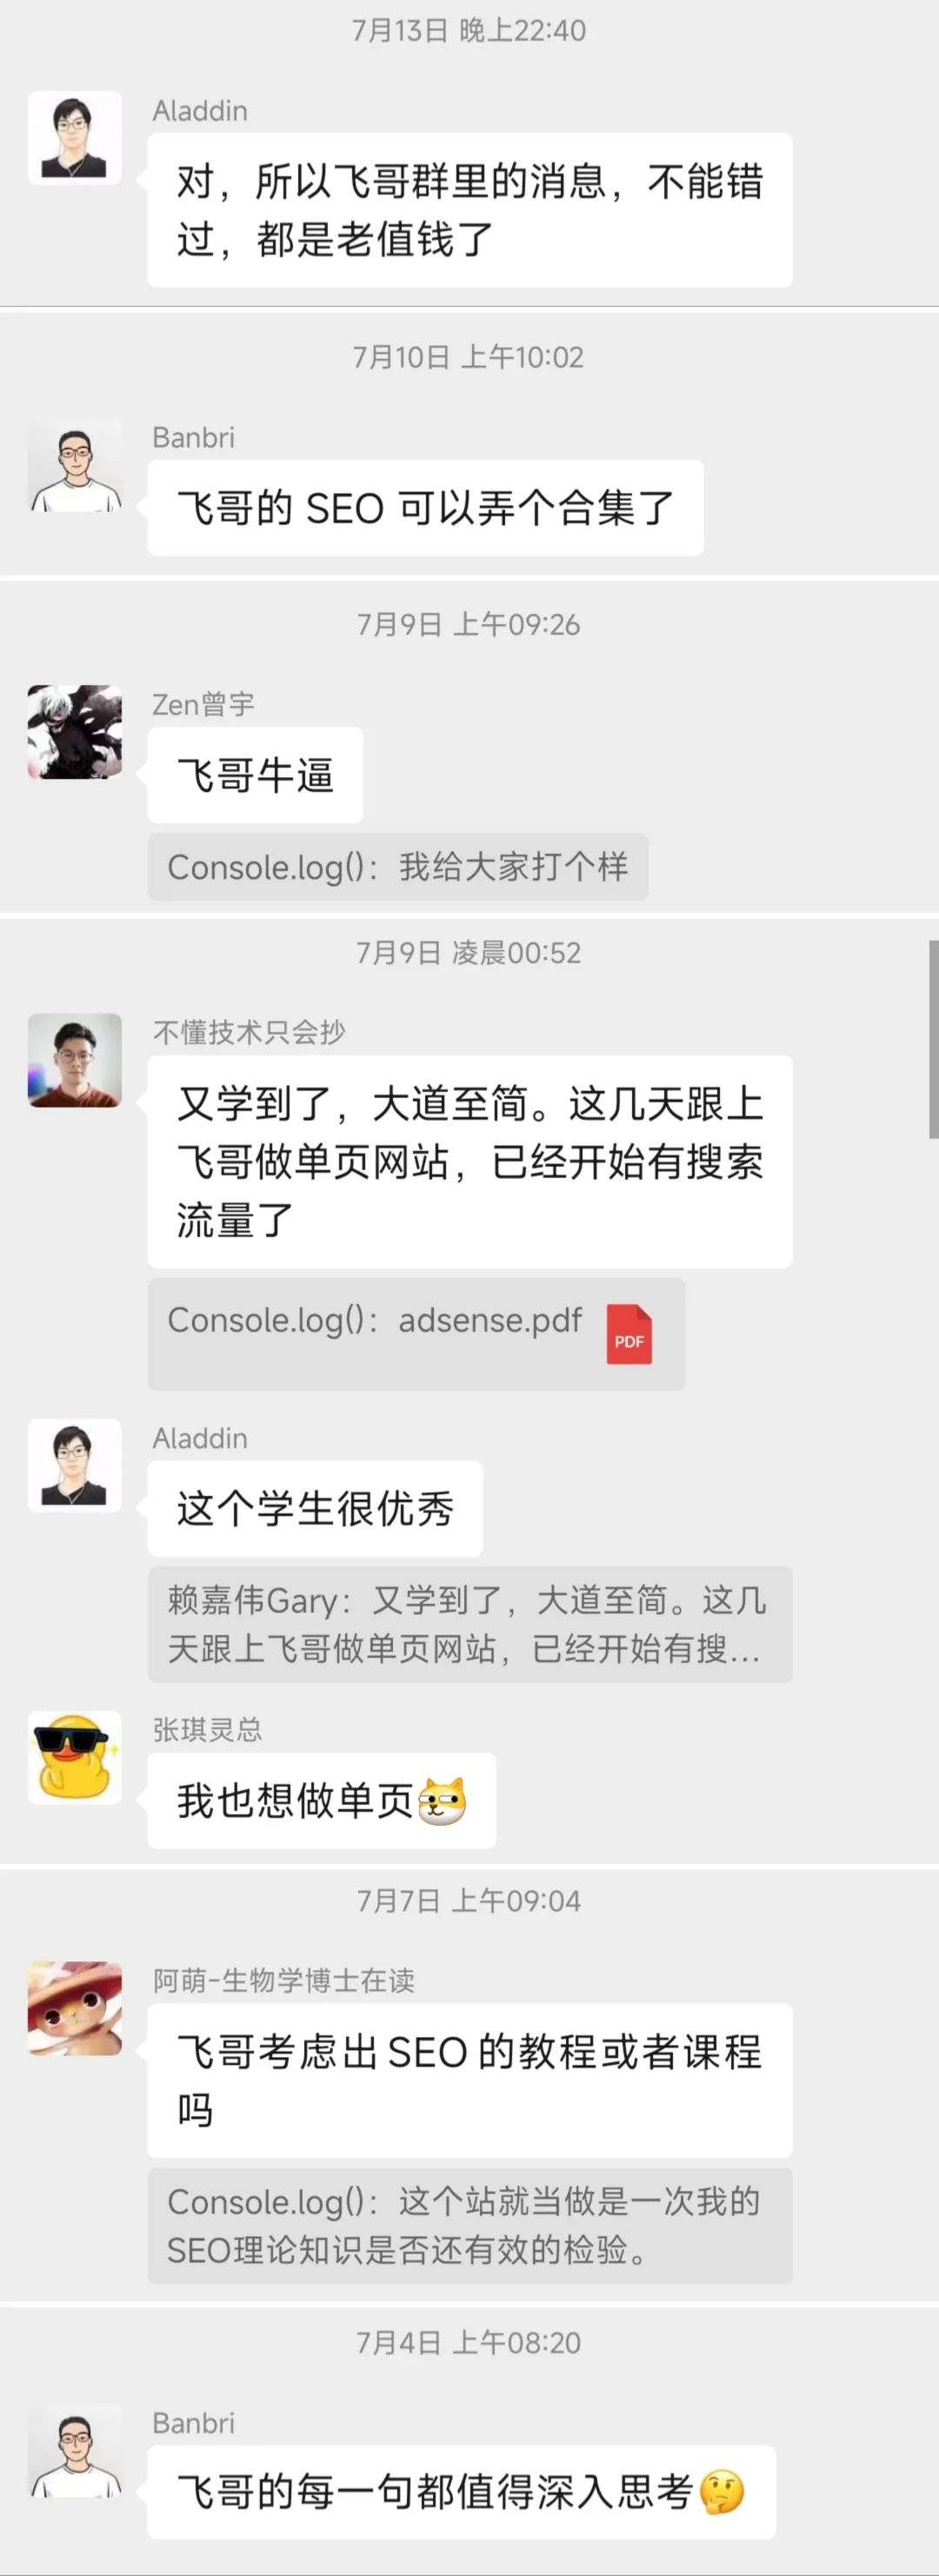 7月13日 晚上22:40
Aladdin
对，所以飞哥群里的消息，不能错
过，都是老值钱了
7月10日 上午10:02
Banbri
飞哥的 SEO 可以弄个合集了
7月9日 上午09:26
Zen曾宇
飞哥牛逼
Console.log()：我给大家打个样
7月9日 凌晨00:52
不懂技术只会抄
又学到了，大道至简。这几天跟上
飞哥做单页网站，已经开始有搜索
流量了
Console.log()：adsense.pdf
PDF
Aladdin
这个学生很优秀
赖嘉伟Gary：又学到了，大道至简。这几
天跟上飞哥做单页网站，已经开始有搜...
张琪灵总
我也想做单页
7月7日 上午09:04
阿萌-生物学博士在读
飞哥考虑出 SEO 的教程或者课程
吗
Console.log()：这个站就当做是一次我的
SEO理论知识是否还有效的检验。
7月4日 上午08:20
Banbri
飞哥的每一句都值得深入思考🤔